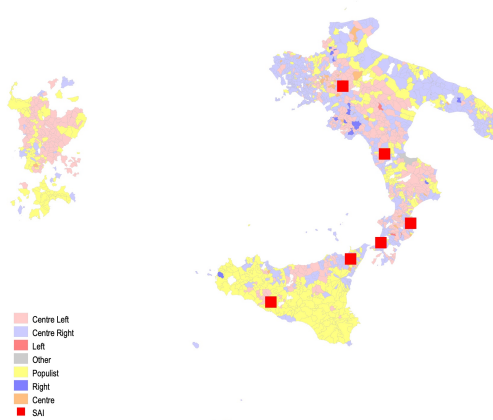 Centre Left
Centre Right
Left
Other
Populist
Right
Centre
SAI